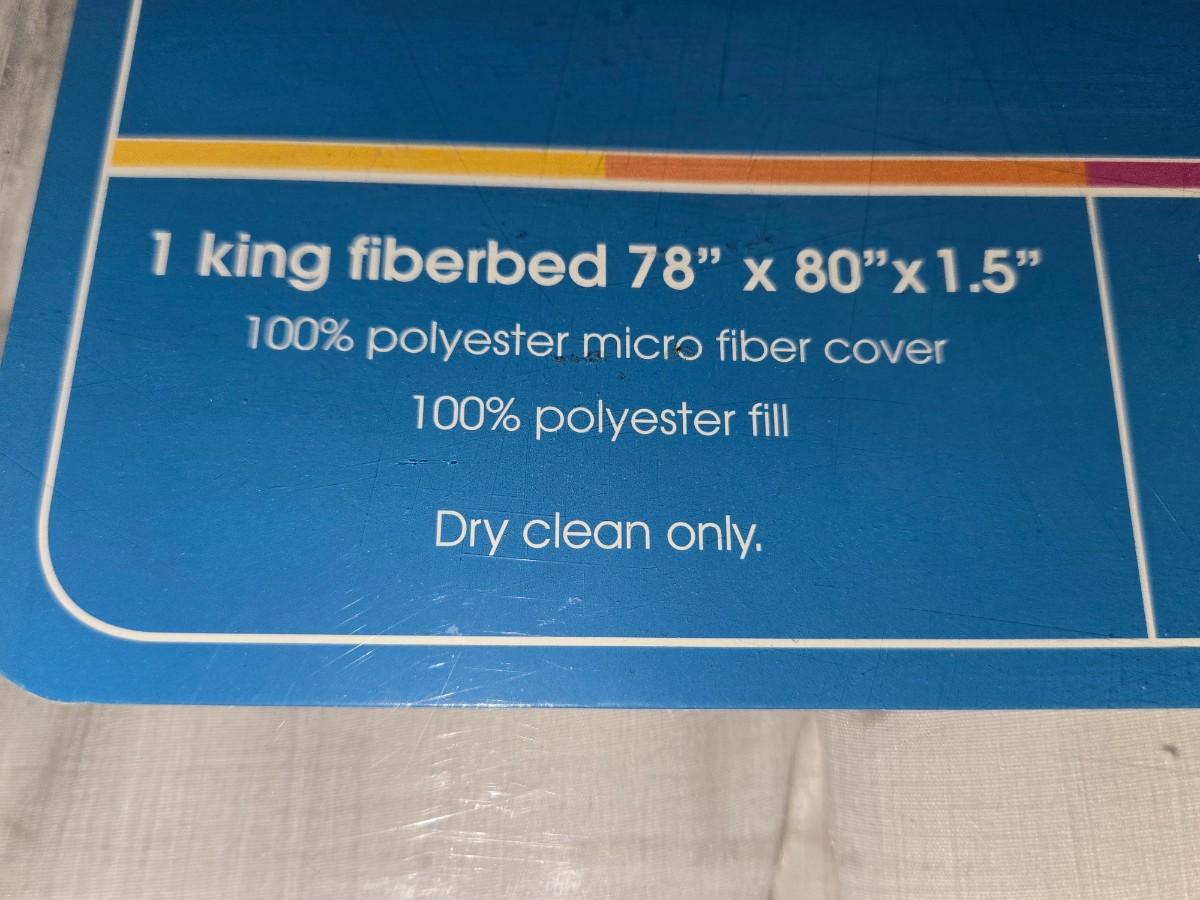 1 king fiberbed 78” x 80”x1.5”
100% polyester micro fiber cover
100% polyester fill
Dry clean only.